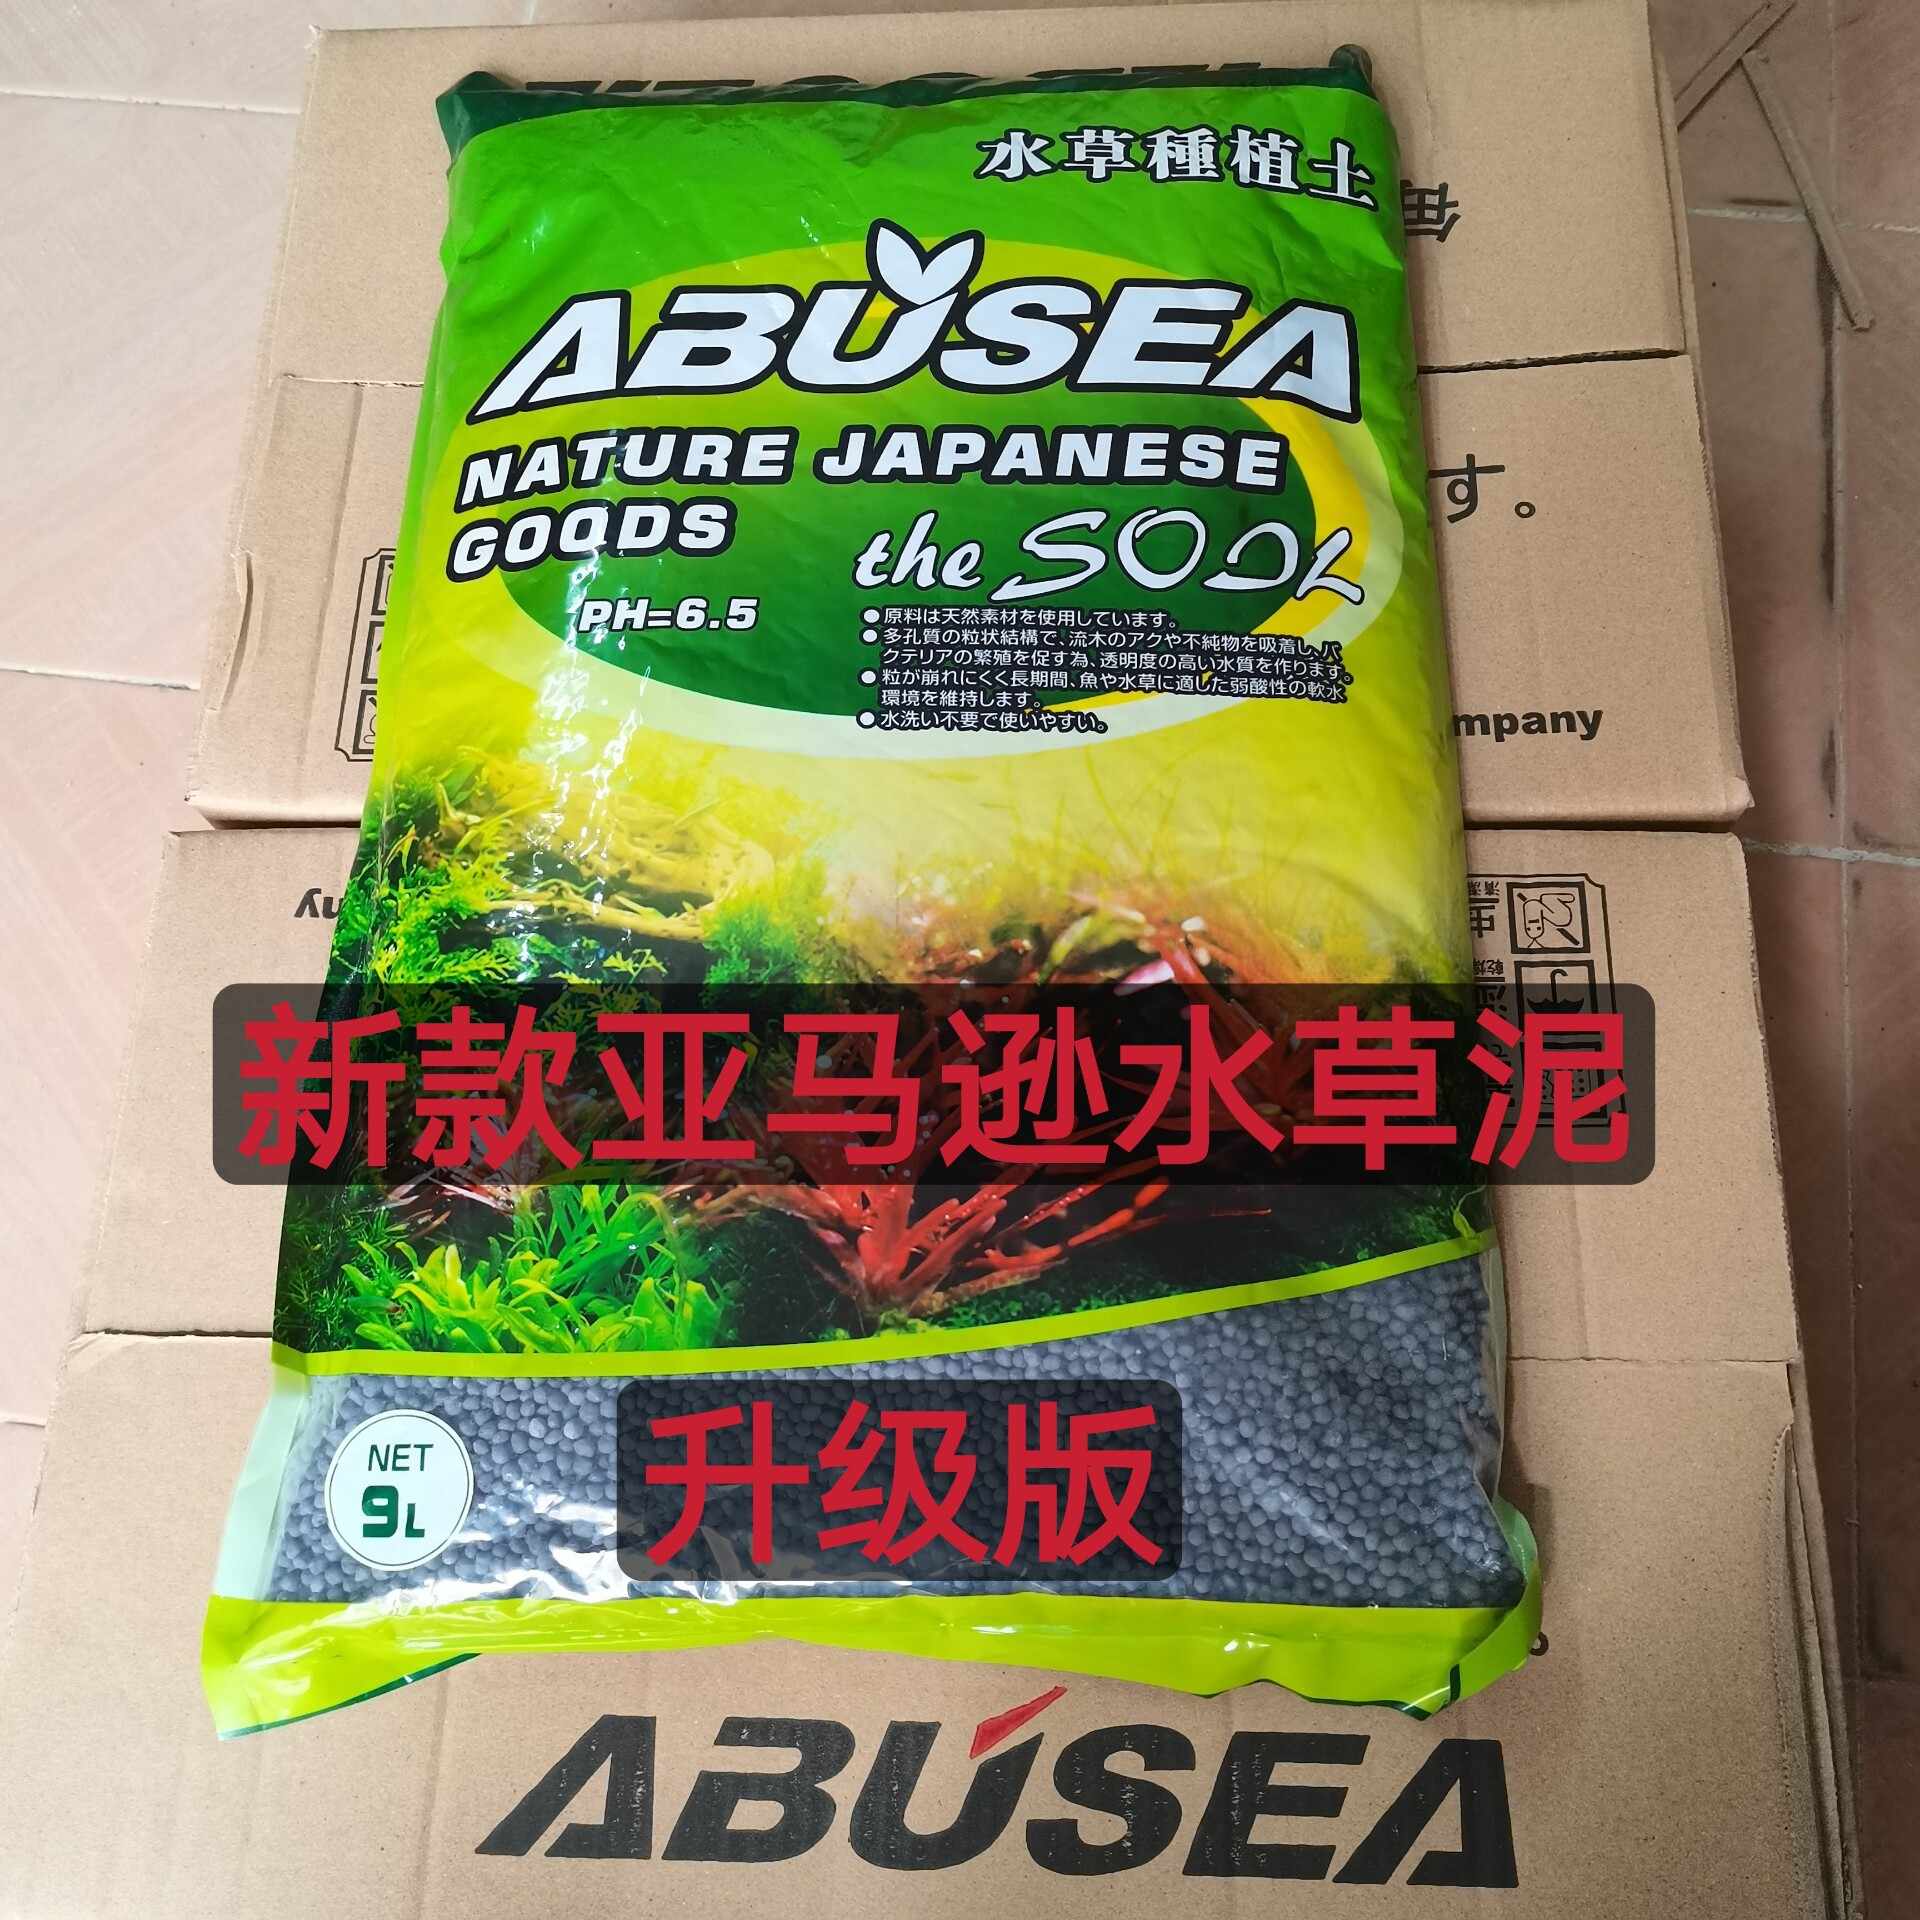 水草種植土
ABUSEA
NATURE JAPANESE
GOODS
the SOIL
PH=6.5
●原料は天然素材を使用しています。
●多孔質の粒状結構で、流木のアクや不純物を吸着し、バ
クテリアの繁殖を促す為、透明度の高い水質を作ります。
●粒が崩れにくく長期間、魚や水草に適した弱酸性の軟水
環境を維持します。
●水洗い不要で使いやすい。
す。
mpany
ny
新款亚马逊水草泥
升级版
NET
9L
ABUSEA